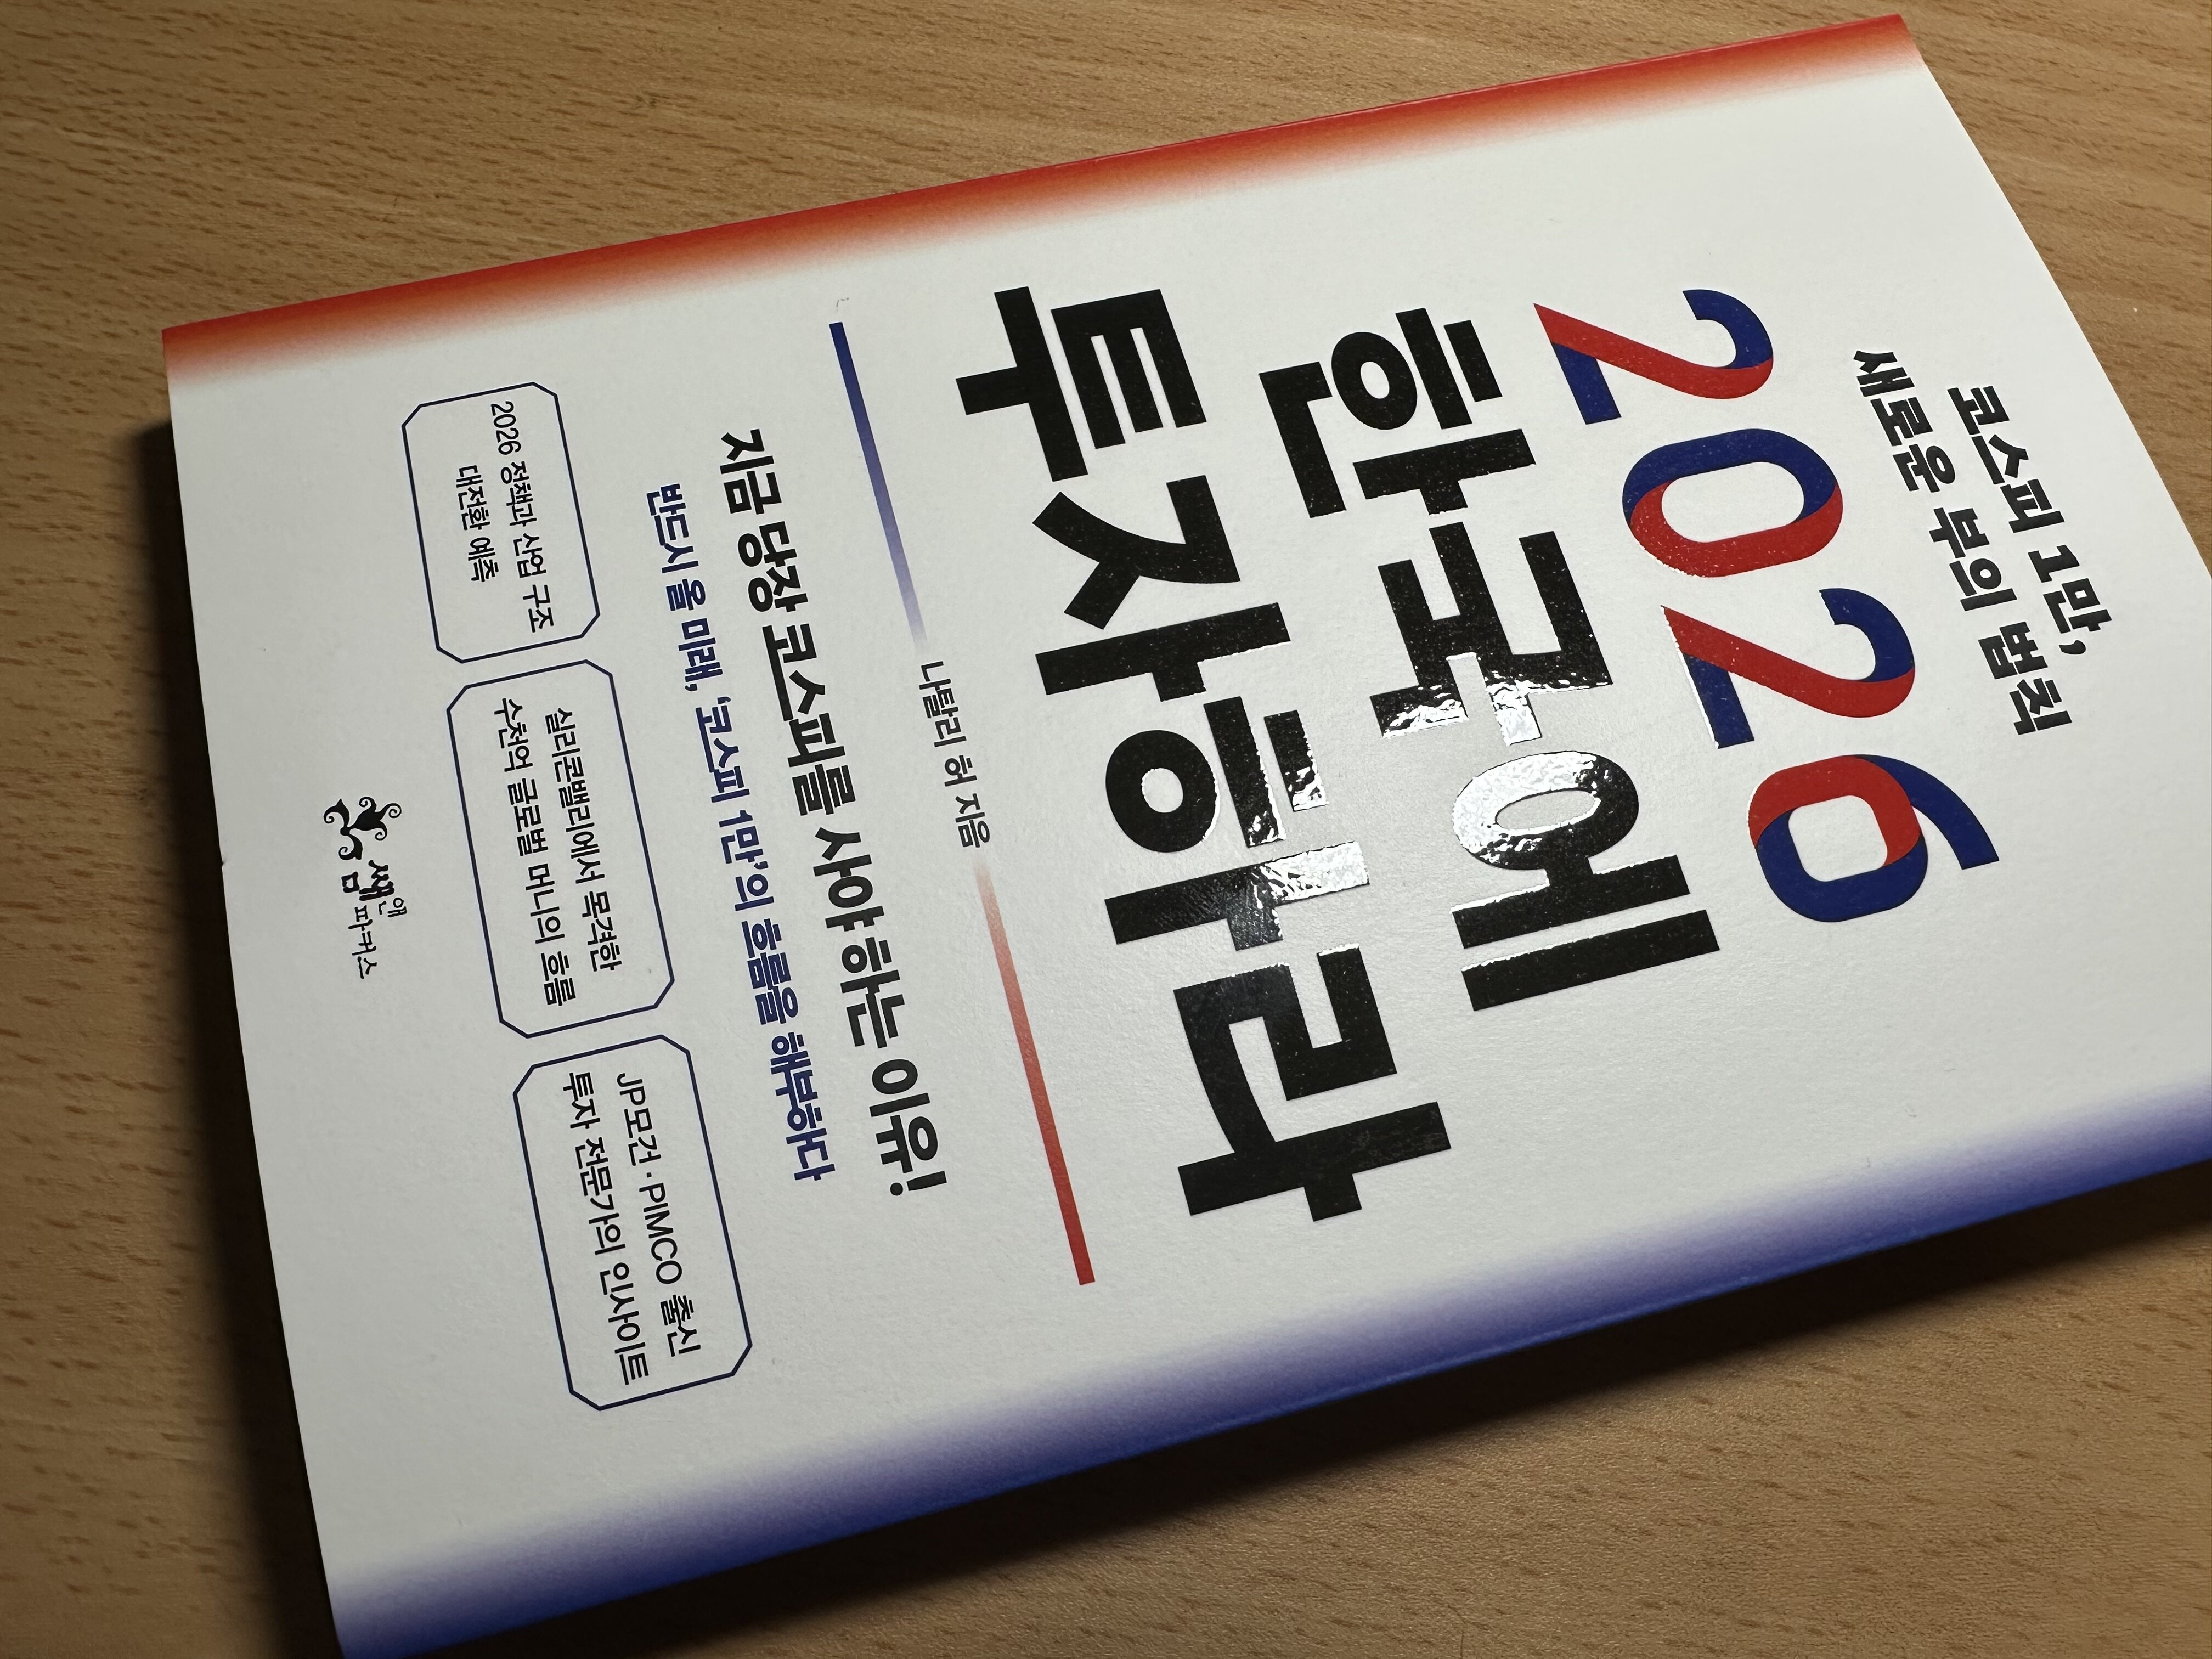 코스피 1만,
새로운 부의 법칙
2026
한국에
투자하라
나탈리 허 지음
지금 당장 코스피를 사야 하는 이유!
반드시 올 미래, ‘코스피 1만’의 흐름을 해부하다
2026 정책과 산업 구조
대전환 예측
실리콘밸리에서 목격한
수천억 글로벌 머니의 흐름
JP모건·PIMCO 출신
투자 전문가의 인사이트
쌤앤
파커스